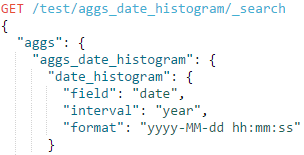 GET /test/aggs_date_histogram/_search
{
  "aggs": {
    "aggs_date_histogram": {
      "date_histogram": {
        "field": "date",
        "interval": "year",
        "format": "yyyy-MM-dd hh:mm:ss"
      }